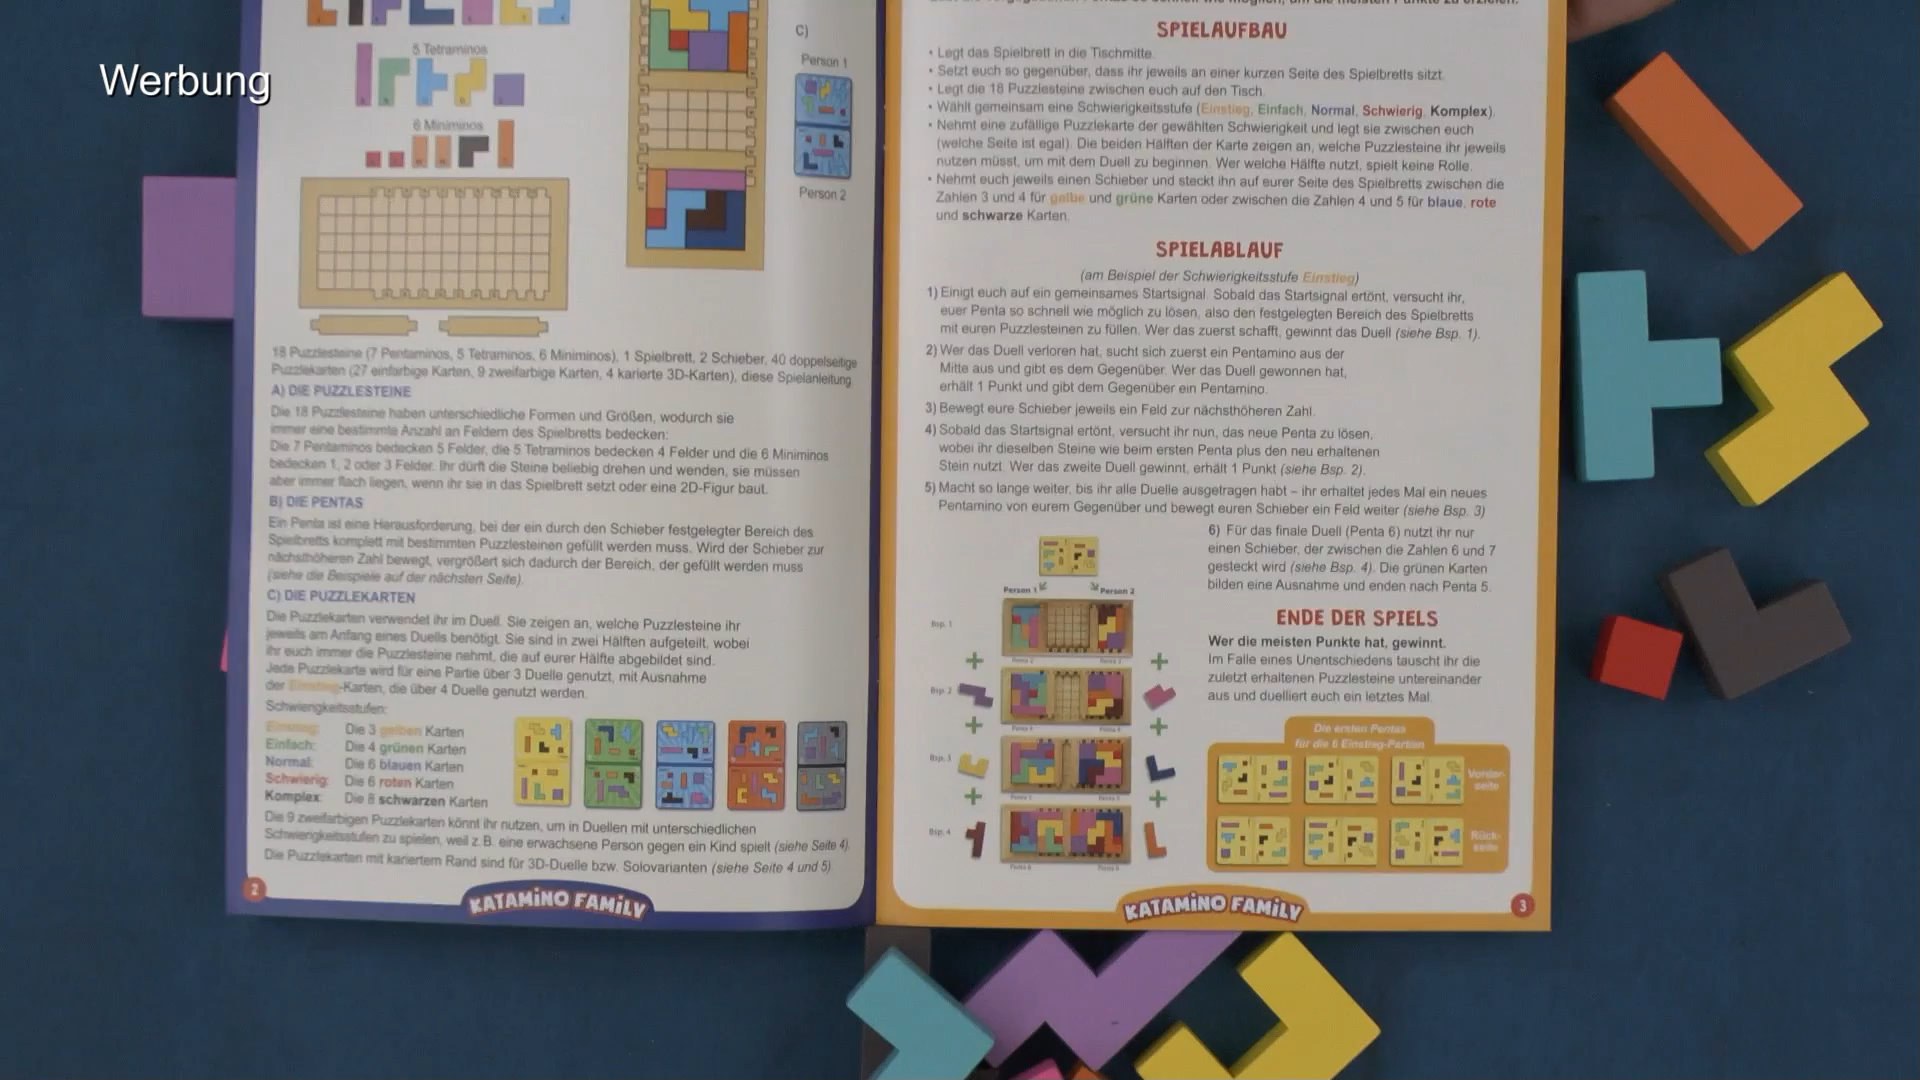 Werbung
5 Tetraminos
6 Miniminos
C)
Person 1
Person 2
18 Puzzlesteine (7 Pentaminos, 5 Tetraminos, 6 Miniminos), 1 Spielbrett, 2 Schieber, 40 doppelseitige
Puzzlekarten (27 einfarbige Karten, 9 zweifarbige Karten, 4 karierte 3D-Karten), diese Spielanleitung
A) DIE PUZZLESTEINE
Die 18 Puzzlesteine haben unterschiedliche Formen und Größen, wodurch sie
immer eine bestimmte Anzahl an Feldern des Spielbretts bedecken:
Die 7 Pentaminos bedecken 5 Felder, die 5 Tetraminos bedecken 4 Felder und die 6 Miniminos
bedecken 1, 2 oder 3 Felder. Ihr dürft die Steine beliebig drehen und wenden, sie müssen
aber immer flach liegen, wenn ihr sie in das Spielbrett setzt oder eine 2D-Figur baut.
B) DIE PENTAS
Ein Penta ist eine Herausforderung, bei der ein durch den Schieber festgelegter Bereich des
Spielbretts komplett mit bestimmten Puzzlesteinen gefüllt werden muss. Wird der Schieber zur
nächsthöheren Zahl bewegt, vergrößert sich dadurch der Bereich, der gefüllt werden muss
(siehe die Beispiele auf der nächsten Seite).
C) DIE PUZZLEKARTEN
Die Puzzlekarten verwendet ihr im Duell. Sie zeigen an, welche Puzzlesteine ihr
jeweils am Anfang eines Duells benötigt. Sie sind in zwei Hälften aufgeteilt, wobei
ihr euch immer die Puzzlesteine nehmt, die auf eurer Hälfte abgebildet sind.
Jede Puzzlekarte wird für eine Partie über 3 Duelle genutzt, mit Ausnahme
der Einstieg-Karten, die über 4 Duelle genutzt werden.
Schwierigkeitsstufen:
Einstieg: Die 3 gelben Karten
Einfach: Die 4 grünen Karten
Normal: Die 6 blauen Karten
Schwierig: Die 6 roten Karten
Komplex: Die 8 schwarzen Karten
Die 9 zweifarbigen Puzzlekarten könnt ihr nutzen, um in Duellen mit unterschiedlichen
Schwierigkeitsstufen zu spielen, weil z.B. eine erwachsene Person gegen ein Kind spielt (siehe Seite 4).
Die Puzzlekarten mit kariertem Rand sind für 3D-Duelle bzw. Solovarianten (siehe Seite 4 und 5)
2
KATAMiNO FAMiLY
SPIELAUFBAU
• Legt das Spielbrett in die Tischmitte.
• Setzt euch so gegenüber, dass ihr jeweils an einer kurzen Seite des Spielbretts sitzt.
• Legt die 18 Puzzlesteine zwischen euch auf den Tisch.
• Wählt gemeinsam eine Schwierigkeitsstufe (Einstieg, Einfach, Normal, Schwierig, Komplex).
• Nehmt eine zufällige Puzzlekarte der gewählten Schwierigkeit und legt sie zwischen euch
(welche Seite ist egal). Die beiden Hälften der Karte zeigen an, welche Puzzlesteine ihr jeweils
nutzen müsst, um mit dem Duell zu beginnen. Wer welche Hälfte nutzt, spielt keine Rolle.
• Nehmt euch jeweils einen Schieber und steckt ihn auf eurer Seite des Spielbretts zwischen die
Zahlen 3 und 4 für gelbe und grüne Karten oder zwischen die Zahlen 4 und 5 für blaue, rote
und schwarze Karten.
SPIELABLAUF
(am Beispiel der Schwierigkeitsstufe Einstieg)
1) Einigt euch auf ein gemeinsames Startsignal. Sobald das Startsignal ertönt, versucht ihr,
euer Penta so schnell wie möglich zu lösen, also den festgelegten Bereich des Spielbretts
mit euren Puzzlesteinen zu füllen. Wer das zuerst schafft, gewinnt das Duell (siehe Bsp. 1).
2) Wer das Duell verloren hat, sucht sich zuerst ein Pentamino aus der
Mitte aus und gibt es dem Gegenüber. Wer das Duell gewonnen hat,
erhält 1 Punkt und gibt dem Gegenüber ein Pentamino.
3) Bewegt eure Schieber jeweils ein Feld zur nächsthöheren Zahl.
4) Sobald das Startsignal ertönt, versucht ihr nun, das neue Penta zu lösen,
wobei ihr dieselben Steine wie beim ersten Penta plus den neu erhaltenen
Stein nutzt. Wer das zweite Duell gewinnt, erhält 1 Punkt (siehe Bsp. 2).
5) Macht so lange weiter, bis ihr alle Duelle ausgetragen habt – ihr erhaltet jedes Mal ein neues
Pentamino von eurem Gegenüber und bewegt euren Schieber ein Feld weiter (siehe Bsp. 3)
6) Für das finale Duell (Penta 6) nutzt ihr nur
einen Schieber, der zwischen die Zahlen 6 und 7
gesteckt wird (siehe Bsp. 4). Die grünen Karten
bilden eine Ausnahme und enden nach Penta 5.
Person 1
Person 2
Bsp. 1
Bsp. 2
Bsp. 3
Bsp. 4
ENDE DER SPIELS
Wer die meisten Punkte hat, gewinnt.
Im Falle eines Unentschiedens tauscht ihr die
zuletzt erhaltenen Puzzlesteine untereinander
aus und duelliert euch ein letztes Mal.
Die ersten Pentas
für die 6 Einstieg-Partien
Vorder-
seite
Rück-
seite
KATAMiNO FAMiLY
3